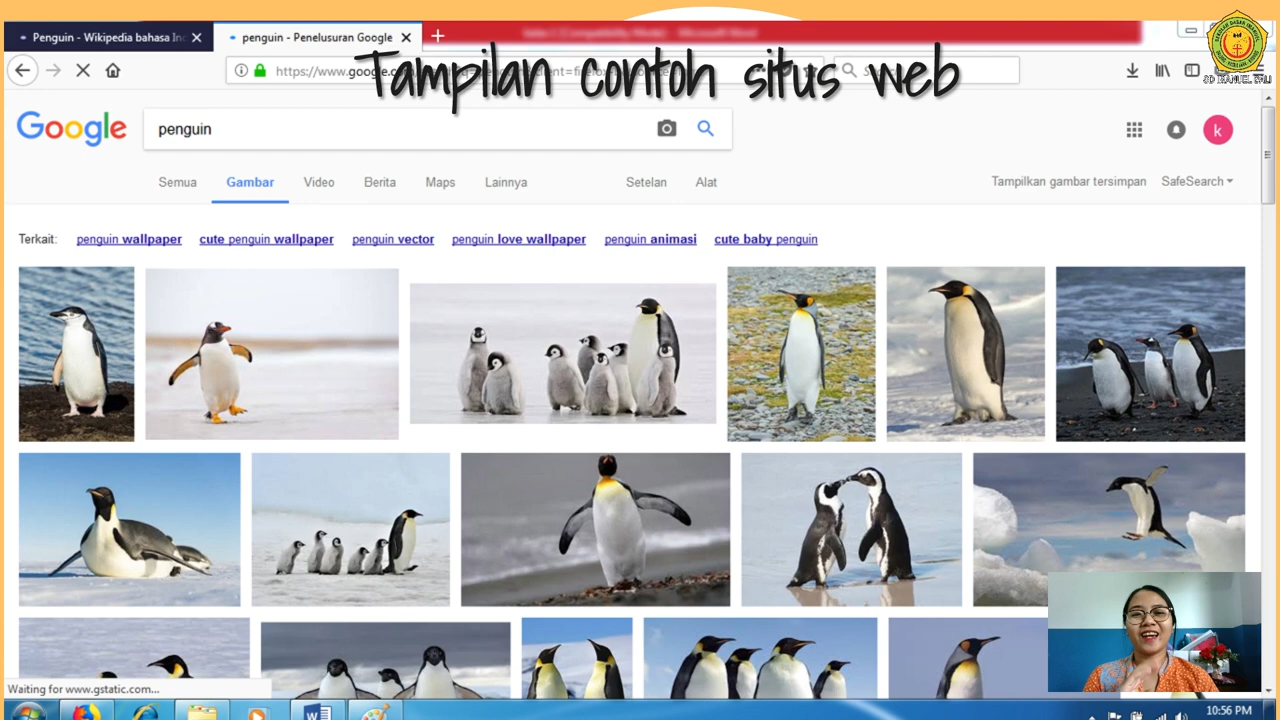 Penguin - Wikipedia bahasa In
penguin - Penelusuran Google
Tampilan contoh situs web
https://www.google.co
Google
penguin
k
Semua Gambar Video Berita Maps Lainnya Setelan Alat
Tampilkan gambar tersimpan SafeSearch
Terkait: penguin wallpaper cute penguin wallpaper penguin vector penguin love wallpaper penguin animasi cute baby penguin
Waiting for www.gstatic.com...
10:56 PM